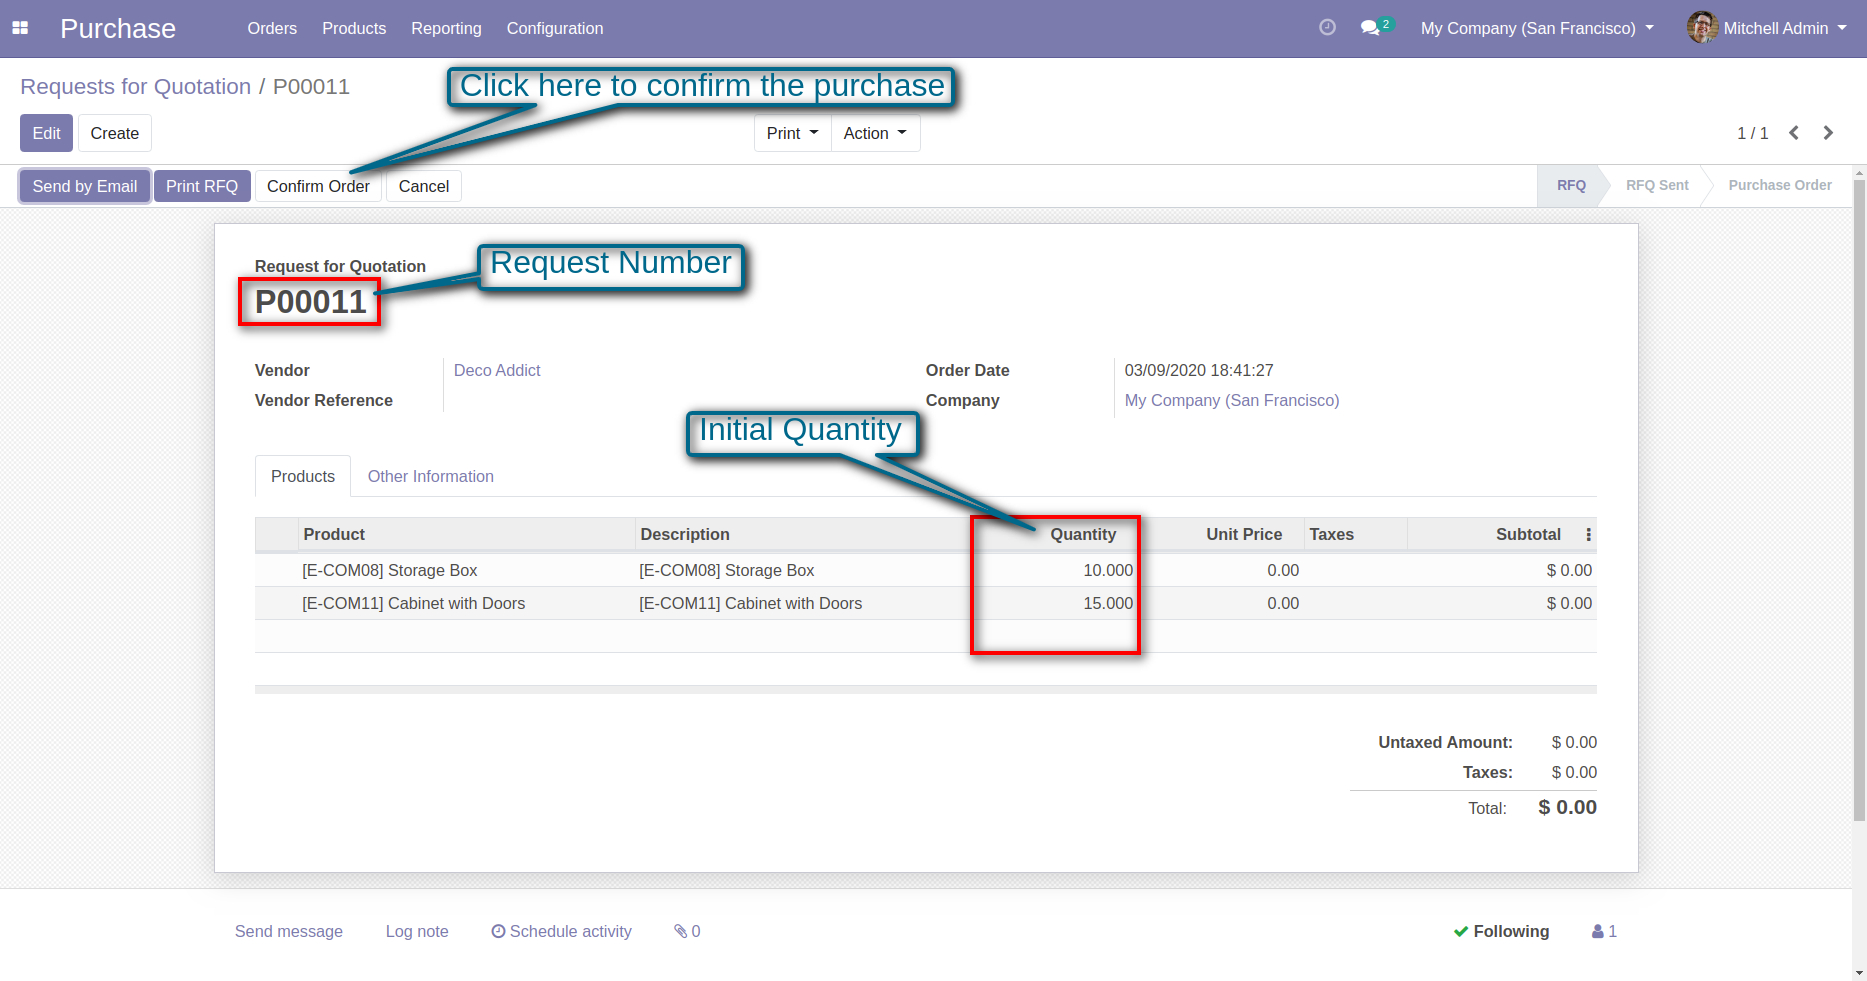 Purchase Orders Products Reporting Configuration 2 My Company (San Francisco) Mitchell Admin
Requests for Quotation / P00011
Click here to confirm the purchase
Edit Create Print Action 1 / 1
Send by Email Print RFQ Confirm Order Cancel RFQ RFQ Sent Purchase Order
Request for Quotation
Request Number
P00011
Vendor Deco Addict Order Date 03/09/2020 18:41:27
Vendor Reference Company My Company (San Francisco)
Initial Quantity
Products Other Information
Product Description Quantity Unit Price Taxes Subtotal
[E-COM08] Storage Box [E-COM08] Storage Box 10.000 0.00 $ 0.00
[E-COM11] Cabinet with Doors [E-COM11] Cabinet with Doors 15.000 0.00 $ 0.00
Untaxed Amount: $ 0.00
Taxes: $ 0.00
Total: $ 0.00
Send message Log note Schedule activity 0 Following 1